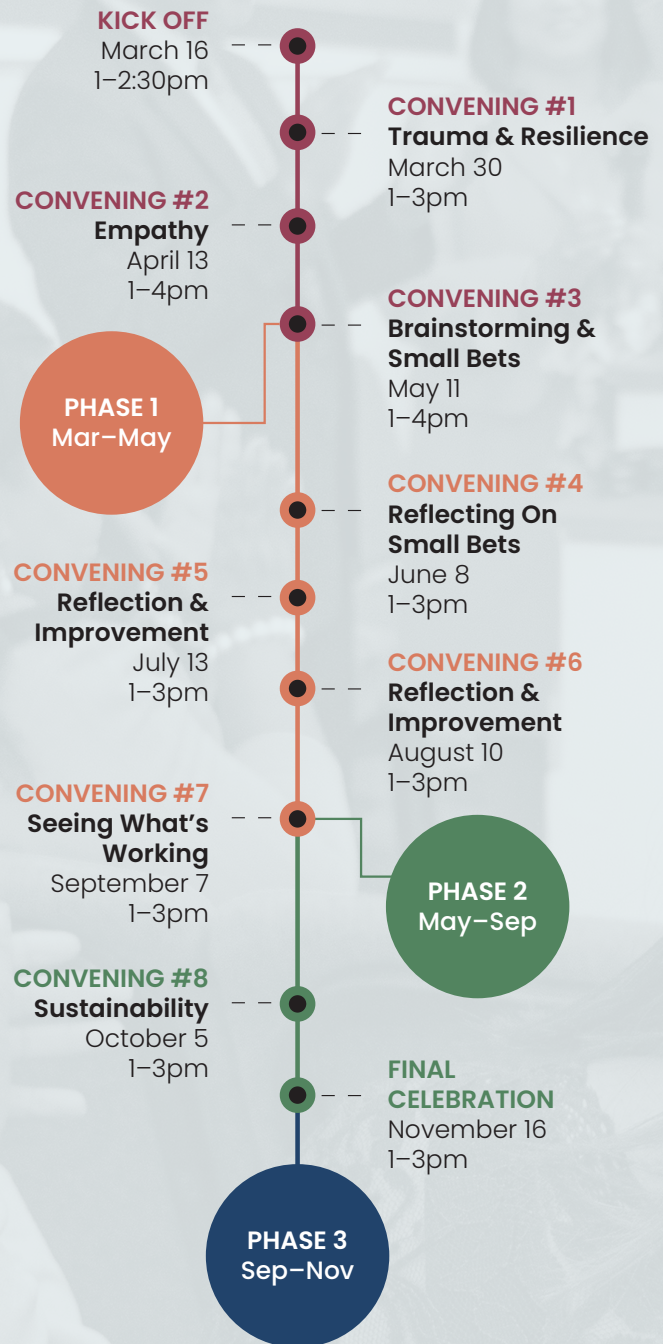 KICK OFF
March 16
1–2:30pm
CONVENING #1
Trauma & Resilience
March 30
1–3pm
CONVENING #2
Empathy
April 13
1–4pm
CONVENING #3
Brainstorming &
Small Bets
May 11
1–4pm
PHASE 1
Mar–May
CONVENING #4
Reflecting On
Small Bets
June 8
1–3pm
CONVENING #5
Reflection &
Improvement
July 13
1–3pm
CONVENING #6
Reflection &
Improvement
August 10
1–3pm
CONVENING #7
Seeing What's
Working
September 7
1–3pm
PHASE 2
May–Sep
CONVENING #8
Sustainability
October 5
1–3pm
FINAL
CELEBRATION
November 16
1–3pm
PHASE 3
Sep–Nov